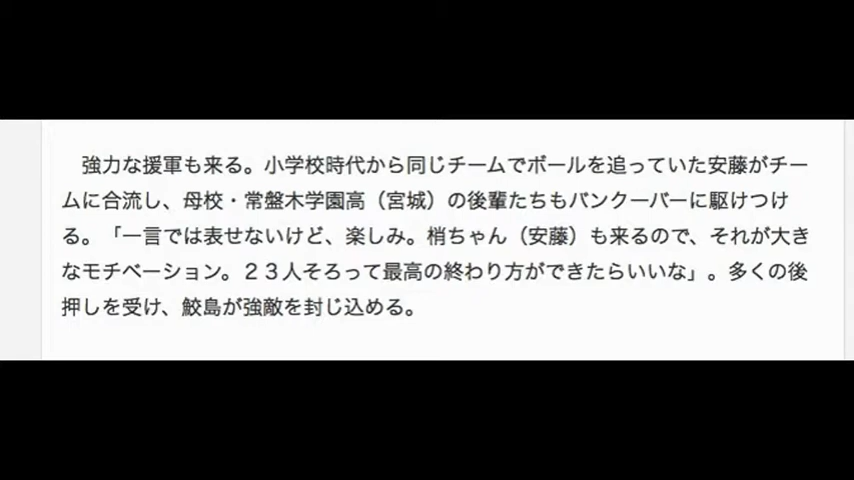 強力な援軍も来る。小学校時代から同じチームでボールを追っていた安藤がチー
ムに合流し、母校・常盤木学園高（宮城）の後輩たちもバンクーバーに駆けつけ
る。「一言では表せないけど、楽しみ。梢ちゃん（安藤）も来るので、それが大き
なモチベーション。２３人そろって最高の終わり方ができたらいいな」。多くの後
押しを受け、鮫島が強敵を封じ込める。